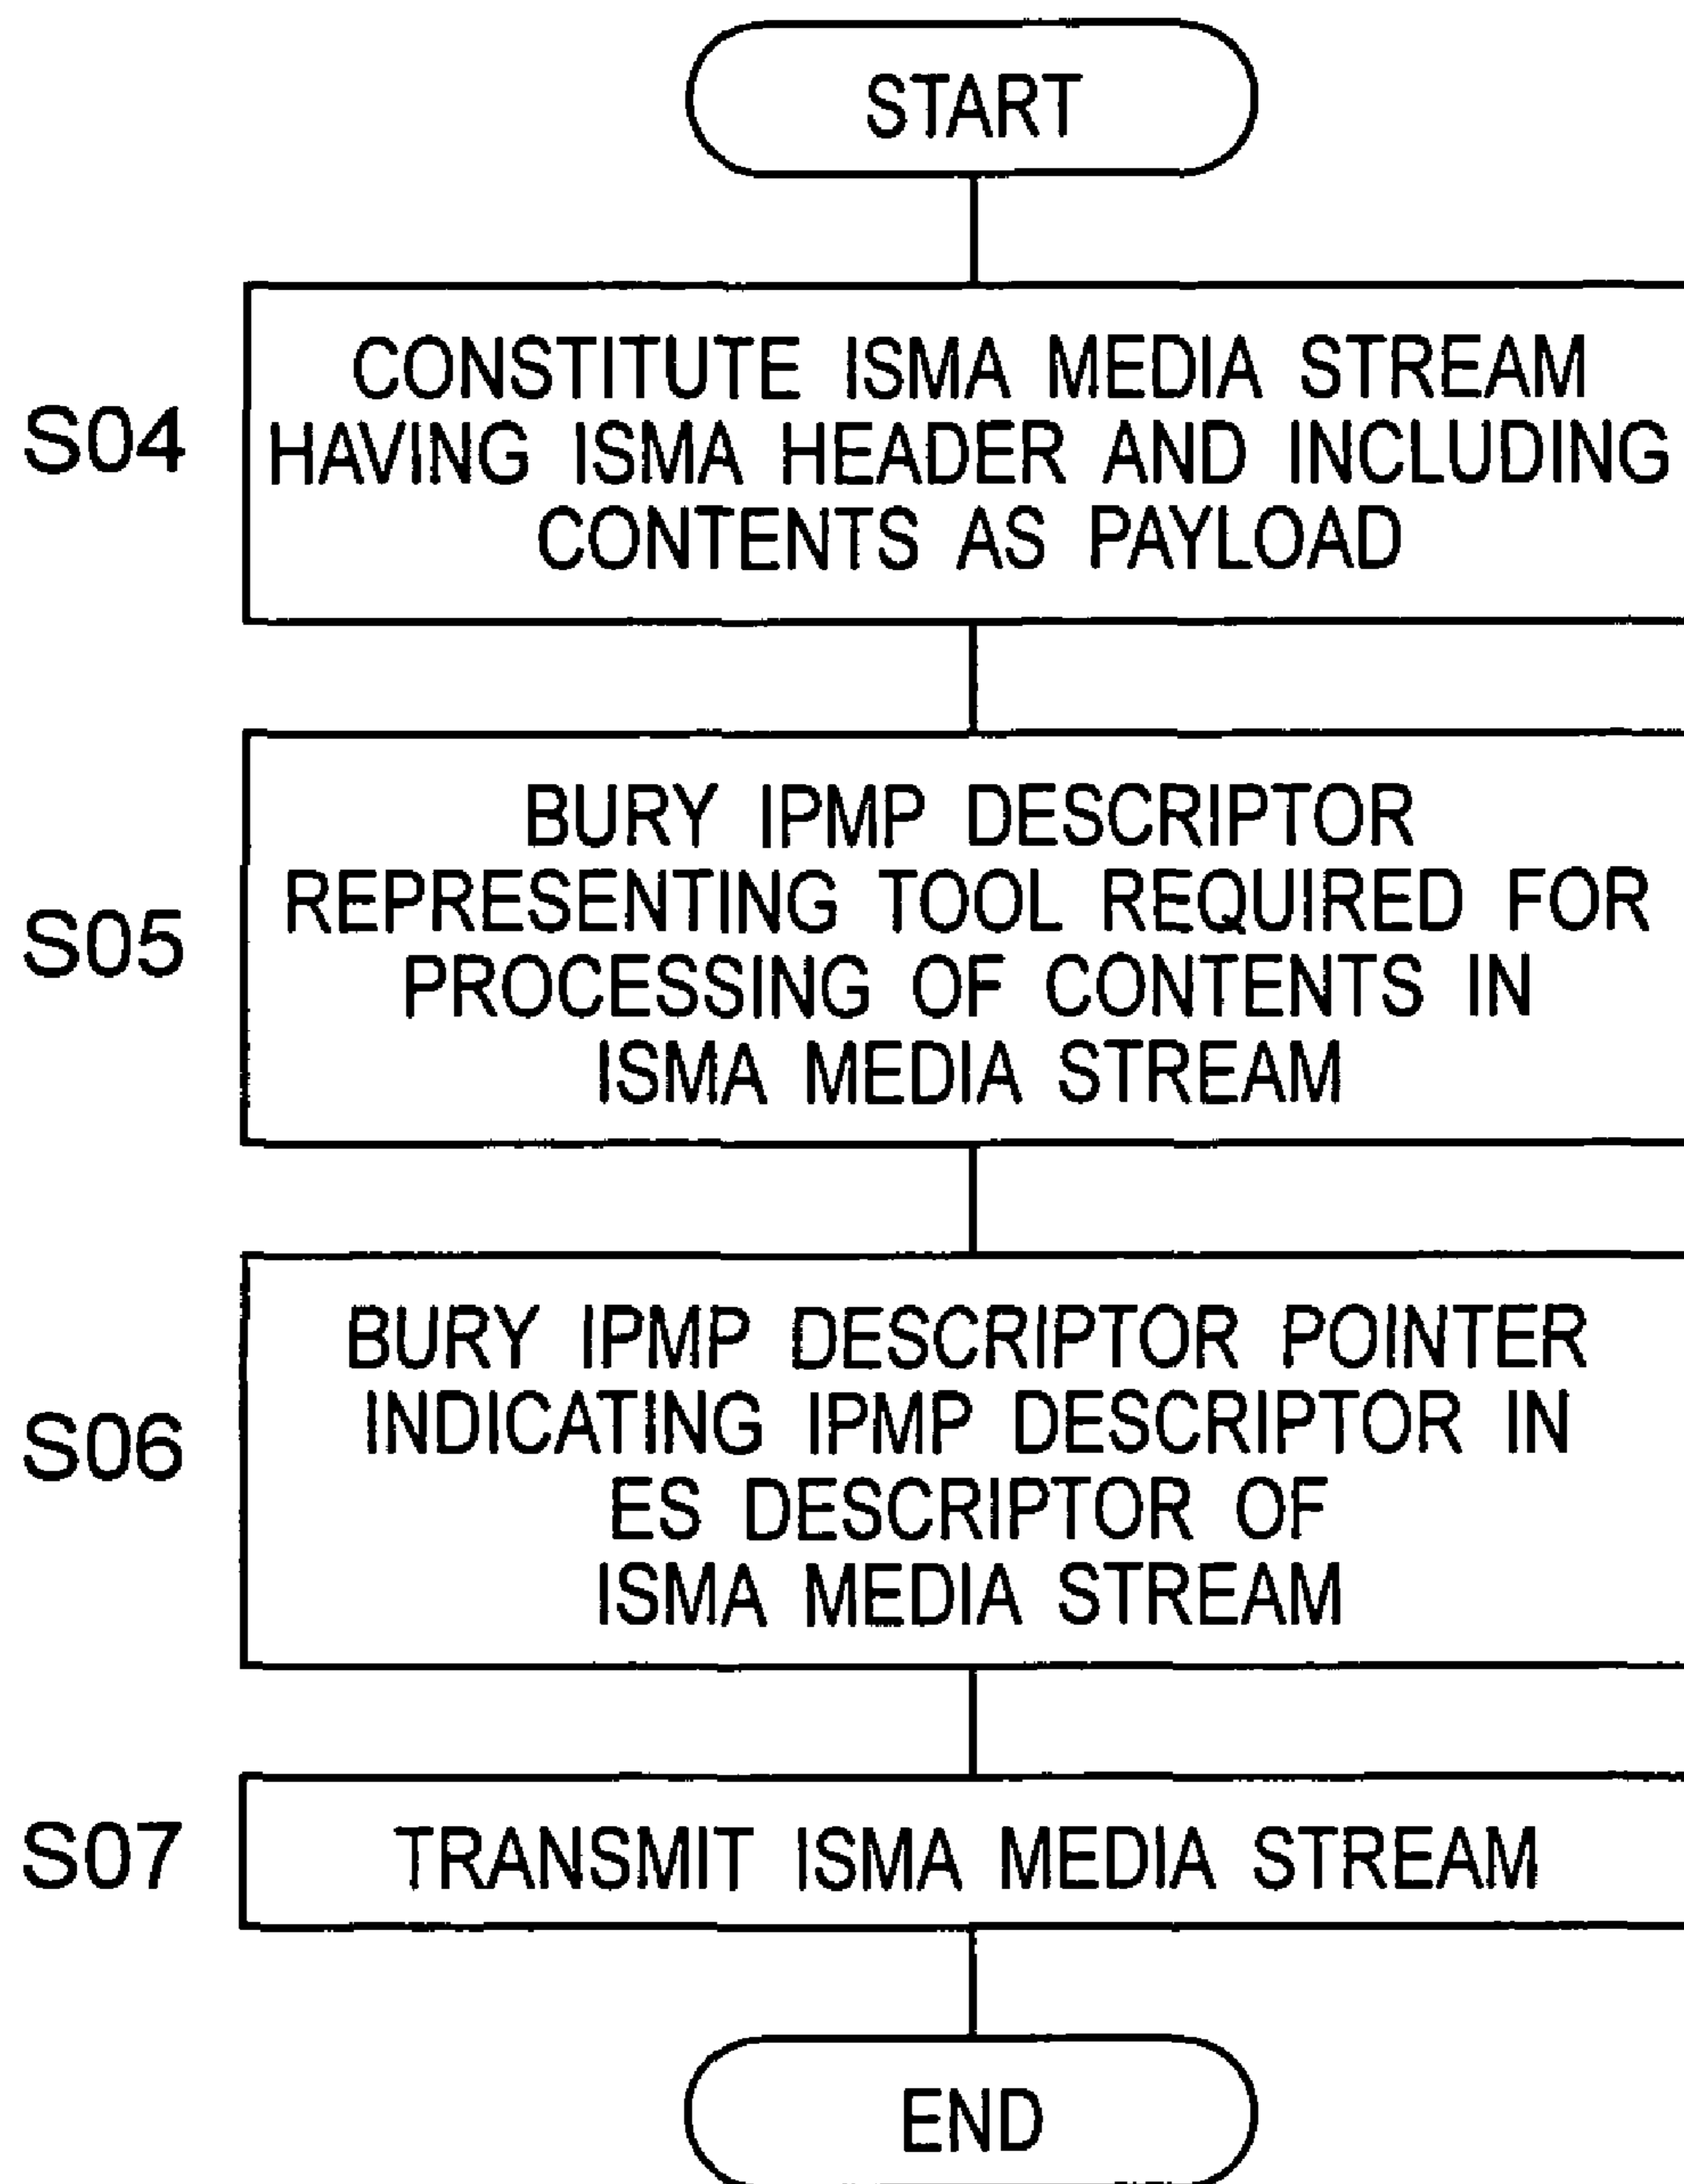 START
S04
CONSTITUTE ISMA MEDIA STREAM
HAVING ISMA HEADER AND INCLUDING
CONTENTS AS PAYLOAD
S05
BURY IPMP DESCRIPTOR
REPRESENTING TOOL REQUIRED FOR
PROCESSING OF CONTENTS IN
ISMA MEDIA STREAM
S06
BURY IPMP DESCRIPTOR POINTER
INDICATING IPMP DESCRIPTOR IN
ES DESCRIPTOR OF
ISMA MEDIA STREAM
S07
TRANSMIT ISMA MEDIA STREAM
END